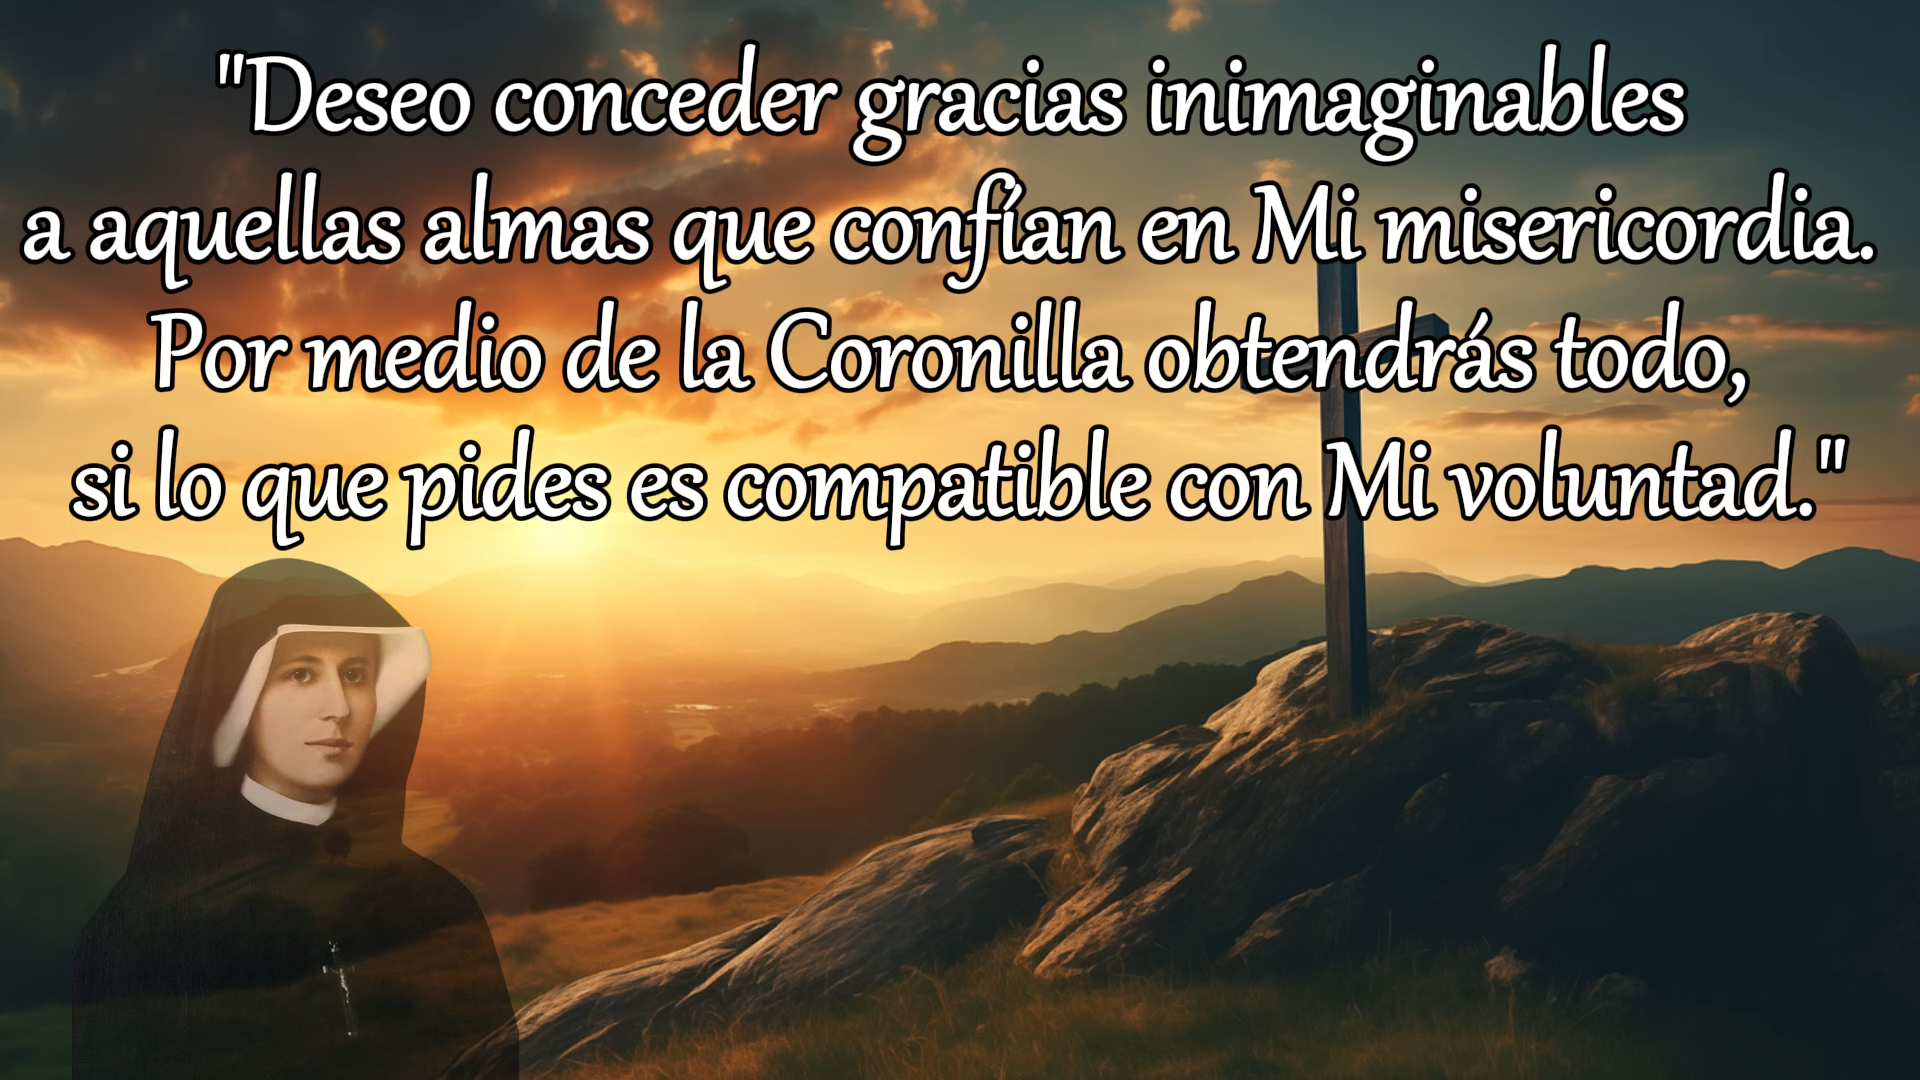 "Deseo conceder gracias inimaginables
a aquellas almas que confían en Mi misericordia.
Por medio de la Coronilla obtendrás todo,
si lo que pides es compatible con Mi voluntad."